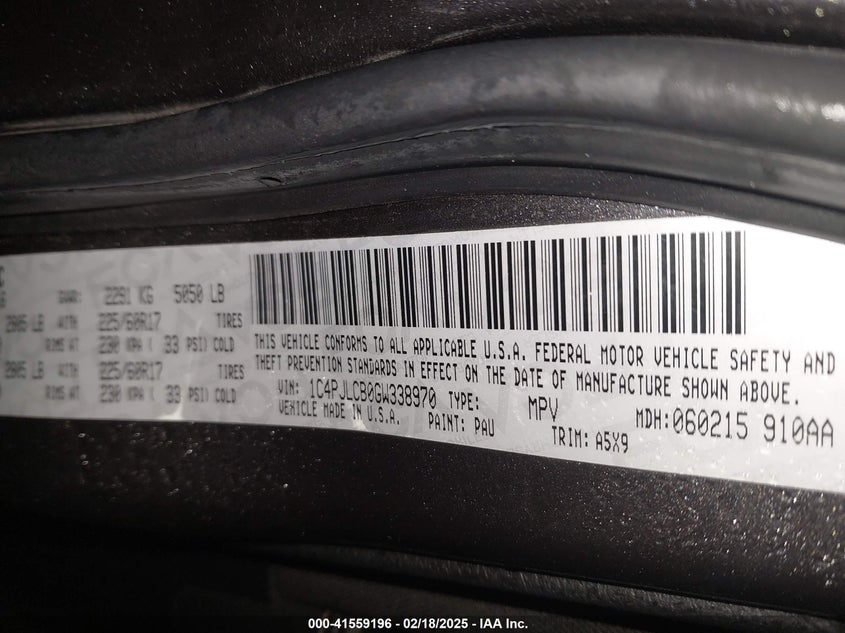 GVWR: 2291 KG 5050 LB
2805 LB WITH 225/60R17 TIRES
RIMS AT 230 KPA ( 33 PSI) COLD
2805 LB WITH 225/60R17 TIRES
RIMS AT 230 KPA ( 33 PSI) COLD
THIS VEHICLE CONFORMS TO ALL APPLICABLE U.S.A. FEDERAL MOTOR VEHICLE SAFETY AND
THEFT PREVENTION STANDARDS IN EFFECT ON THE DATE OF MANUFACTURE SHOWN ABOVE.
VIN: 1C4PJLCB0GW338970 TYPE: MPV MDH:060215 910AA
VEHICLE MADE IN U.S.A. PAINT: PAU TRIM: A5X9
000-41559196 - 02/18/2025 - IAA Inc.